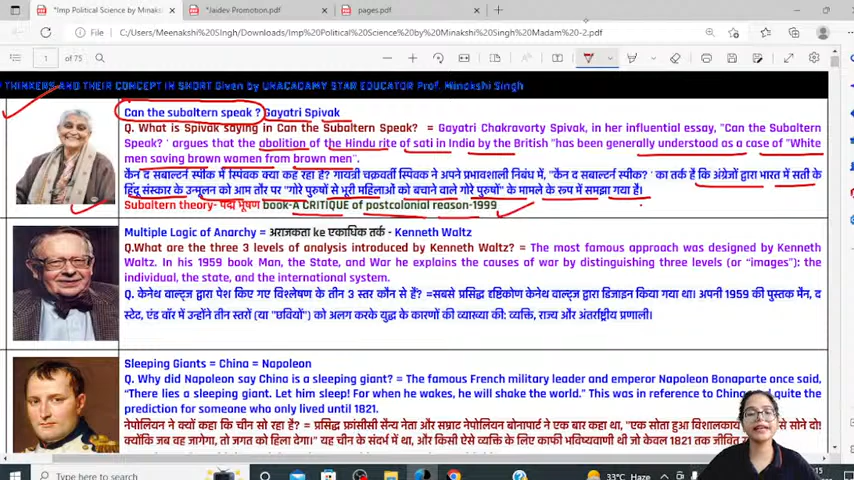 *Imp Political Science by Minaksh
*Jaidev Promotion.pdf
pages.pdf
File
C:/Users/Meenakshi%20SIngh/Downloads/Imp%20Political%20Science%20by%20Minakshi%20Singh%20Madam%20-2.pdf
1 of 75
THINKENS AND THEIR CONCEPT IN SHORT Given by UNACADAMY STAR EDUCATOR Prof. Minakshi Singh
Can the subaltern speak ? Gayatri Spivak
Q. What is Spivak saying in Can the Subaltern Speak? = Gayatri Chakravorty Spivak, in her influential essay, "Can the Subaltern
Speak? ' argues that the abolition of the Hindu rite of sati in India by the British "has been generally understood as a case of "White
men saving brown women from brown men".
कैन द सबाल्टर्न स्पीक में स्पिवक क्या कह रहा है? गायत्री चक्रवर्ती स्पिवक ने अपने प्रभावशाली निबंध में, "कैन द सबाल्टर्न स्पीक? ' का तर्क है कि अंग्रेजों द्वारा भारत में सती के
हिंदू संस्कार के उन्मूलन को आम तौर पर "गोरे पुरुषों से भूरी महिलाओं को बचाने वाले गोरे पुरुषों" के मामले के रूप में समझा गया है।
Subaltern theory- पद्म भूषण book-A CRITIQUE of postcolonial reason-1999
Multiple Logic of Anarchy = अराजकता ke एकाधिक तर्क - Kenneth Waltz
Q.What are the three 3 levels of analysis introduced by Kenneth Waltz? = The most famous approach was designed by Kenneth
Waltz. In his 1959 book Man, the State, and War he explains the causes of war by distinguishing three levels (or “images”): the
individual, the state, and the international system.
Q. केनेथ वाल्ट्ज द्वारा पेश किए गए विश्लेषण के तीन 3 स्तर कौन से हैं? =सबसे प्रसिद्ध दृष्टिकोण केनेथ वाल्ट्ज द्वारा डिजाइन किया गया था। अपनी 1959 की पुस्तक मैन, द
स्टेट, एंड वॉर में उन्होंने तीन स्तरों (या "छवियों") को अलग करके युद्ध के कारणों की व्याख्या की: व्यक्ति, राज्य और अंतर्राष्ट्रीय प्रणाली।
Sleeping Giants = China = Napoleon
Q. Why did Napoleon say China is a sleeping giant? = The famous French military leader and emperor Napoleon Bonaparte once said,
“There lies a sleeping giant. Let him sleep! For when he wakes, he will shake the world.” This was in reference to China quite the
prediction for someone who only lived until 1821.
नेपोलियन ने क्यों कहा कि चीन सो रहा है? = प्रसिद्ध फ्रांसीसी सैन्य नेता और सम्राट नेपोलियन बोनापार्ट ने एक बार कहा था, "एक सोता हुआ विशालकाय से सोने दो!
क्योंकि जब वह जागेगा, तो जगत को हिला देगा।" यह चीन के संदर्भ में था, और किसी ऐसे व्यक्ति के लिए काफी भविष्यवाणी थी जो केवल 1821 तक जीवित
Type here to search
33°C Haze